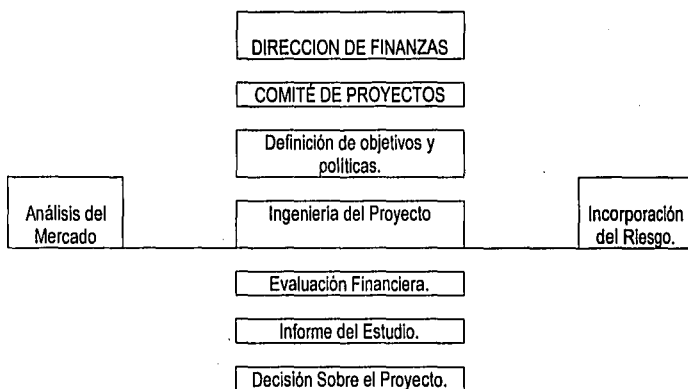 DIRECCION DE FINANZAS
COMITÉ DE PROYECTOS
Definición de objetivos y
políticas.
Análisis del
Mercado
Ingeniería del Proyecto
Incorporación
del Riesgo.
Evaluación Financiera.
Informe del Estudio.
Decisión Sobre el Proyecto.